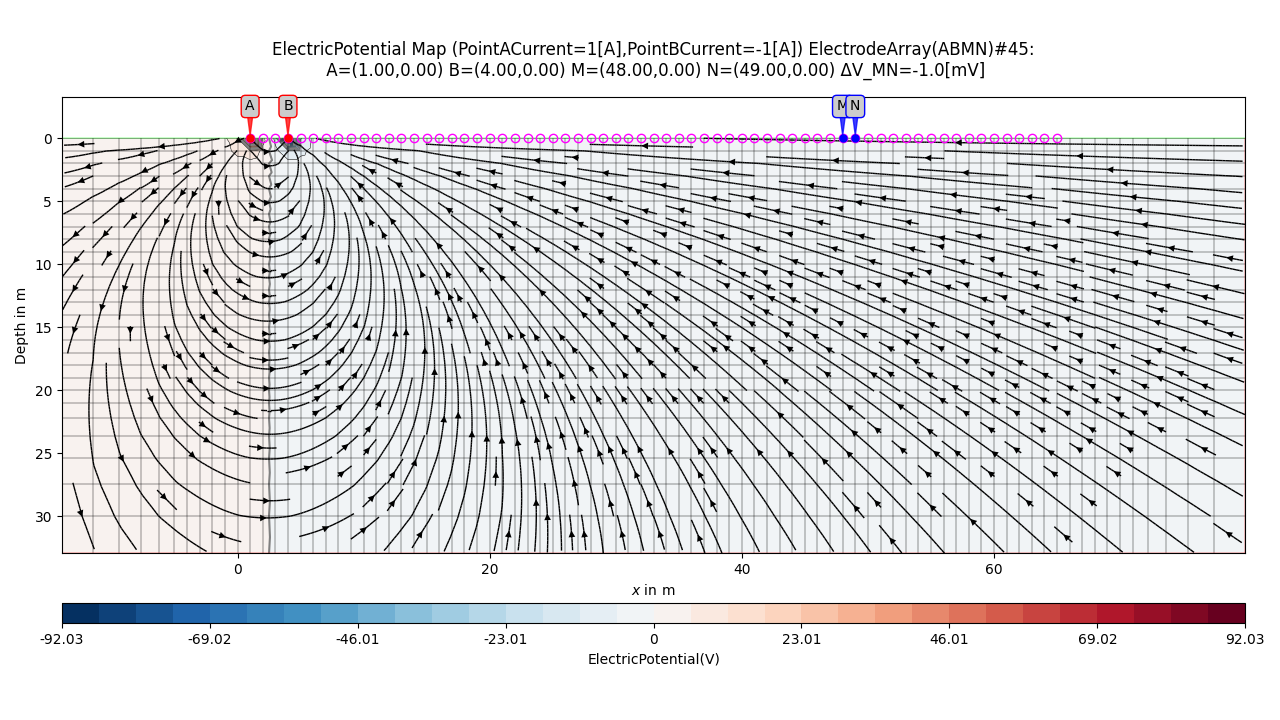 ElectricPotential Map (PointACurrent=1[A],PointBCurrent=-1[A]) ElectrodeArray(ABMN)#45:
A=(1.00,0.00) B=(4.00,0.00) M=(48.00,0.00) N=(49.00,0.00) ΔV_MN=-1.0[mV]
A B M N
0
5
10
15
20
25
30
Depth in m
0 20 40 60
x in m
-92.03 -69.02 -46.01 -23.01 0 23.01 46.01 69.02 92.03
ElectricPotential(V)